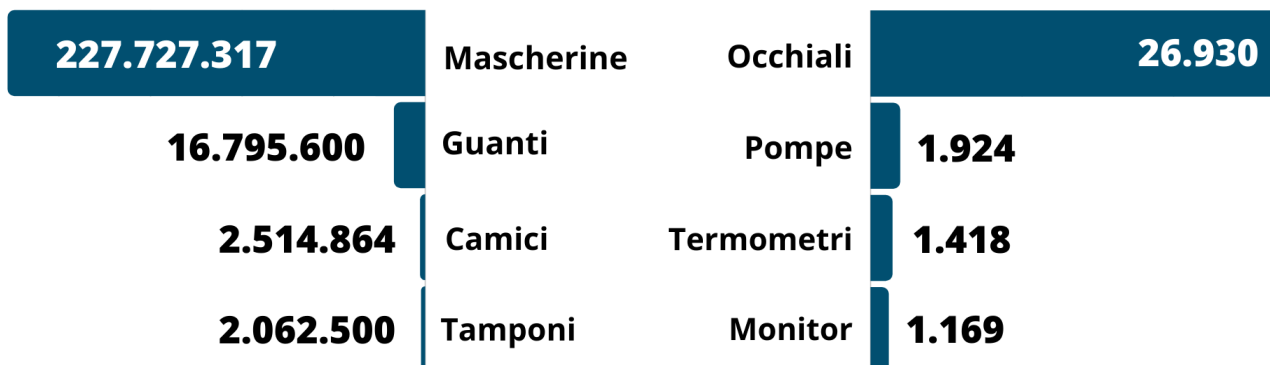 227.727.317 Mascherine
16.795.600 Guanti
2.514.864 Camici
2.062.500 Tamponi
Occhiali 26.930
Pompe 1.924
Termometri 1.418
Monitor 1.169